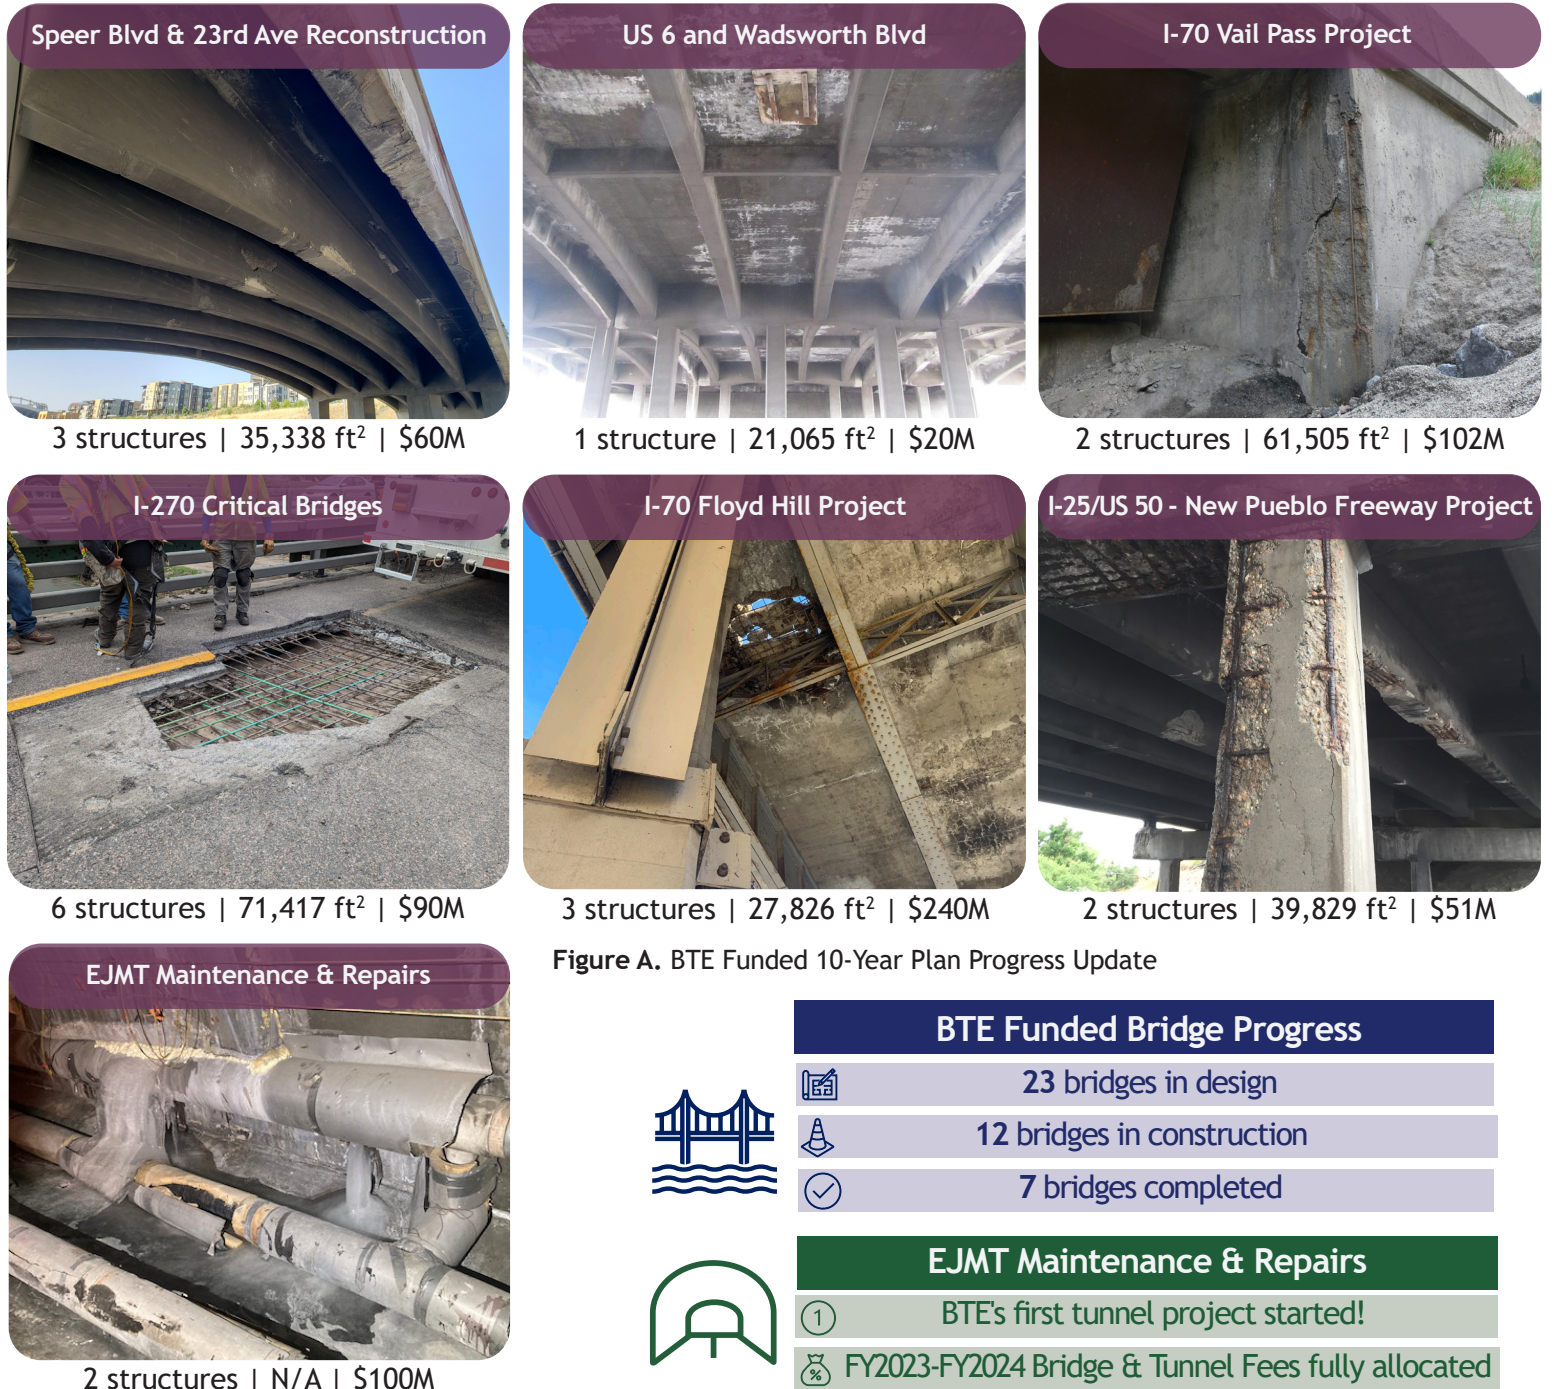 Speer Blvd & 23rd Ave Reconstruction
3 structures | 35,338 ft² | $60M
US 6 and Wadsworth Blvd
1 structure | 21,065 ft² | $20M
I-70 Vail Pass Project
2 structures | 61,505 ft² | $102M
I-270 Critical Bridges
6 structures | 71,417 ft² | $90M
I-70 Floyd Hill Project
3 structures | 27,826 ft² | $240M
I-25/US 50 - New Pueblo Freeway Project
2 structures | 39,829 ft² | $51M
EJMT Maintenance & Repairs
2 structures | N/A | $100M
Figure A. BTE Funded 10-Year Plan Progress Update
BTE Funded Bridge Progress
23 bridges in design
12 bridges in construction
7 bridges completed
EJMT Maintenance & Repairs
1 BTE's first tunnel project started!
% FY2023-FY2024 Bridge & Tunnel Fees fully allocated